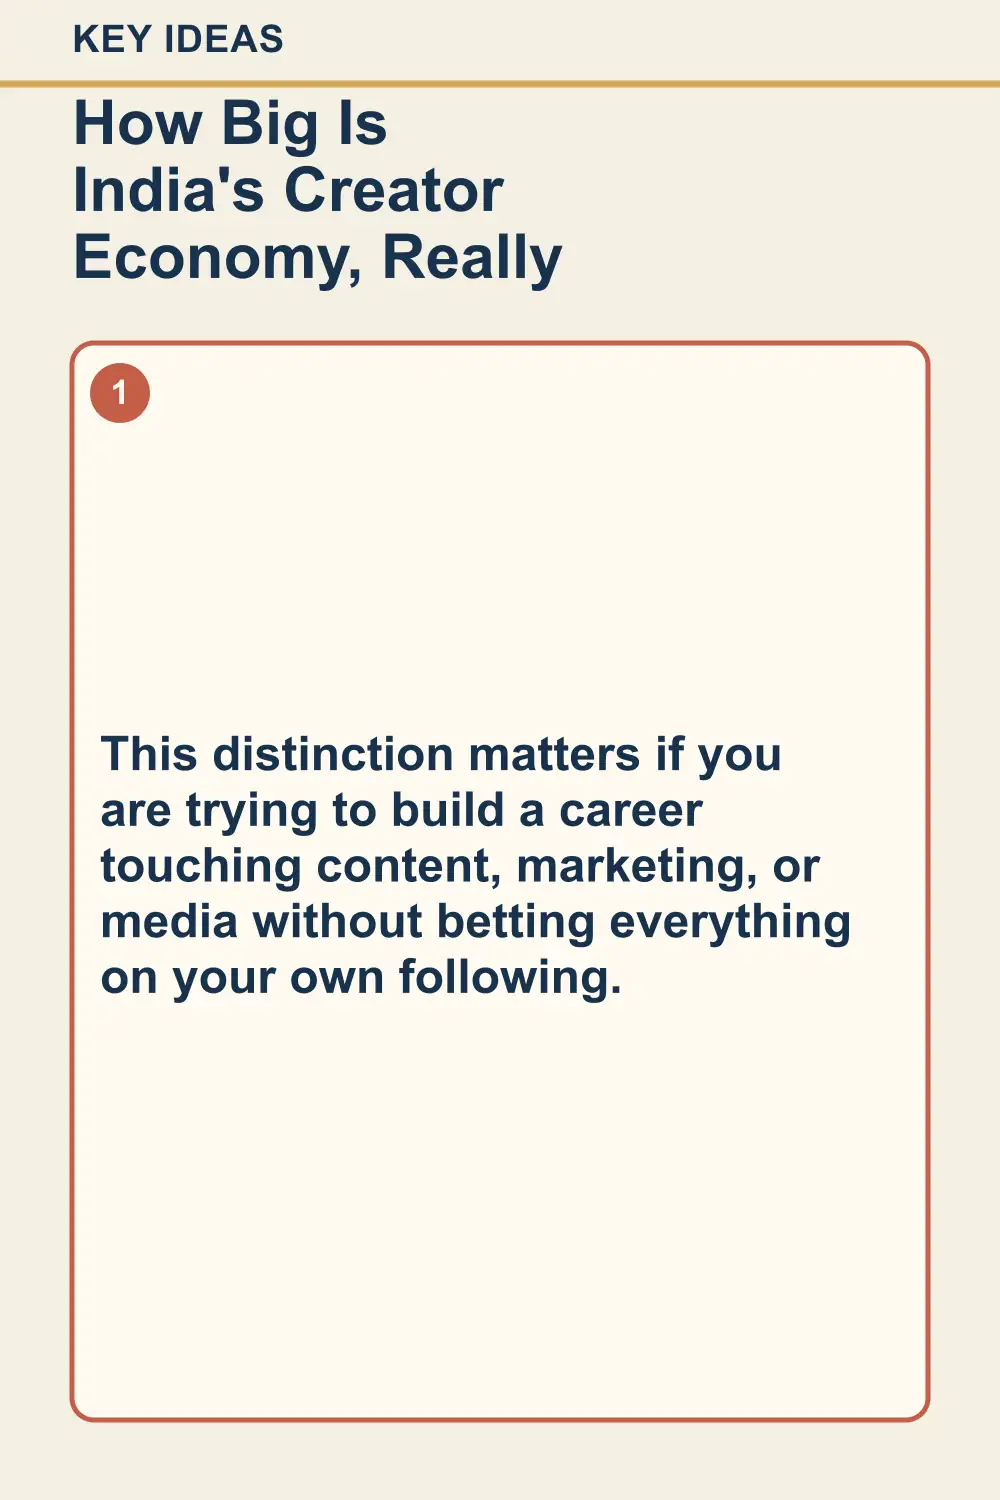 KEY IDEAS
How Big Is
India's Creator
Economy, Really
1
This distinction matters if you
are trying to build a career
touching content, marketing, or
media without betting everything
on your own following.